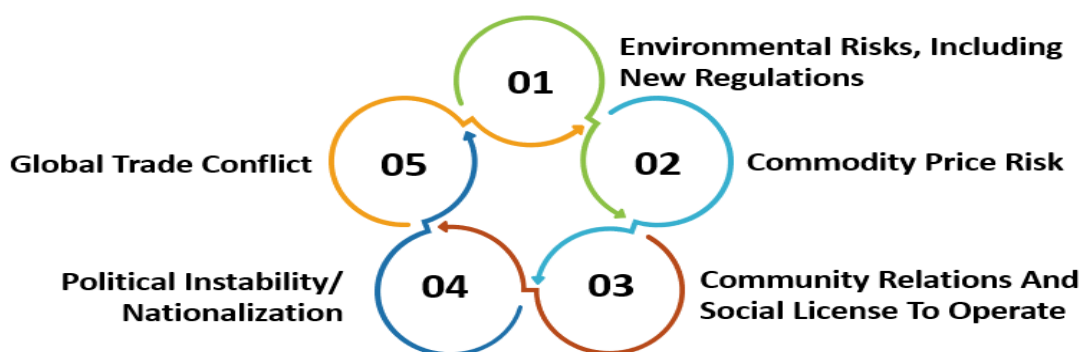 01
Environmental Risks, Including
New Regulations
02
Commodity Price Risk
03
Community Relations And
Social License To Operate
04
Political Instability/
Nationalization
05
Global Trade Conflict